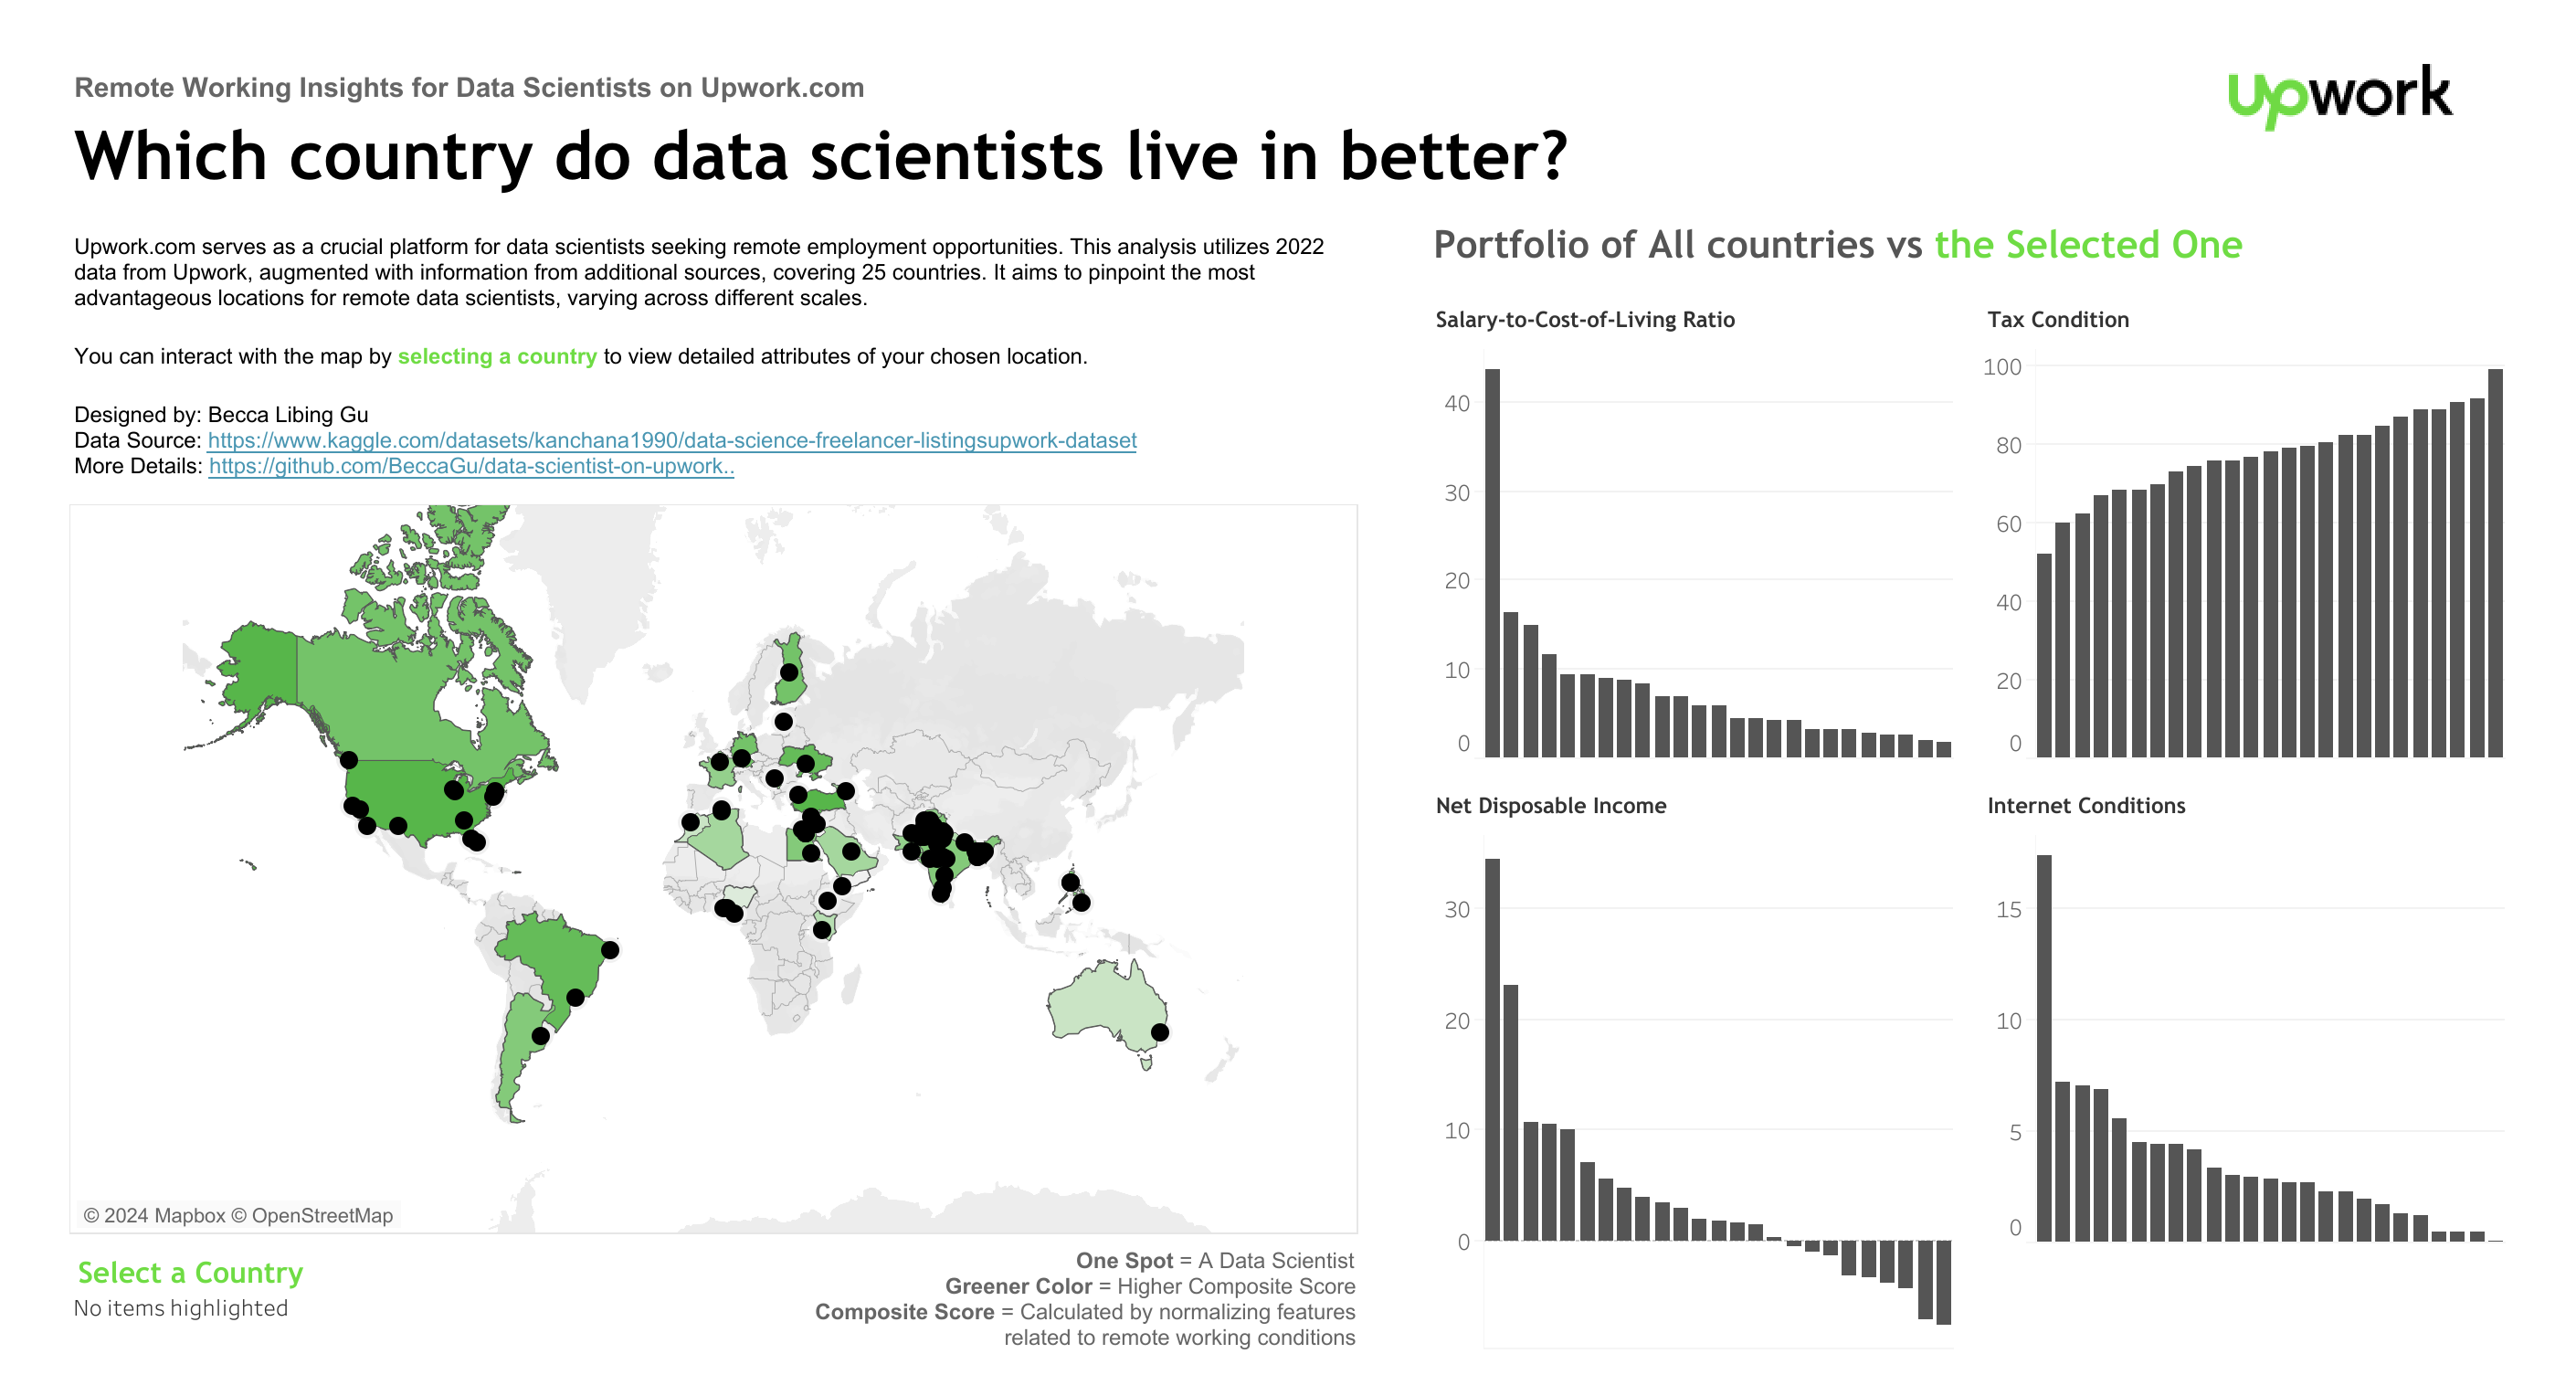 Remote Working Insights for Data Scientists on Upwork.com
upwork
Which country do data scientists live in better?
Upwork.com serves as a crucial platform for data scientists seeking remote employment opportunities. This analysis utilizes 2022
data from Upwork, augmented with information from additional sources, covering 25 countries. It aims to pinpoint the most
advantageous locations for remote data scientists, varying across different scales.
You can interact with the map by selecting a country to view detailed attributes of your chosen location.
Designed by: Becca Libing Gu
Data Source: https://www.kaggle.com/datasets/kanchana1990/data-science-freelancer-listingsupwork-dataset
More Details: https://github.com/BeccaGu/data-scientist-on-upwork..
© 2024 Mapbox © OpenStreetMap
Select a Country
No items highlighted
One Spot = A Data Scientist
Greener Color = Higher Composite Score
Composite Score = Calculated by normalizing features
related to remote working conditions
Portfolio of All countries vs the Selected One
Salary-to-Cost-of-Living Ratio
40
30
20
10
0
Tax Condition
100
80
60
40
20
0
Net Disposable Income
30
20
10
0
Internet Conditions
15
10
5
0